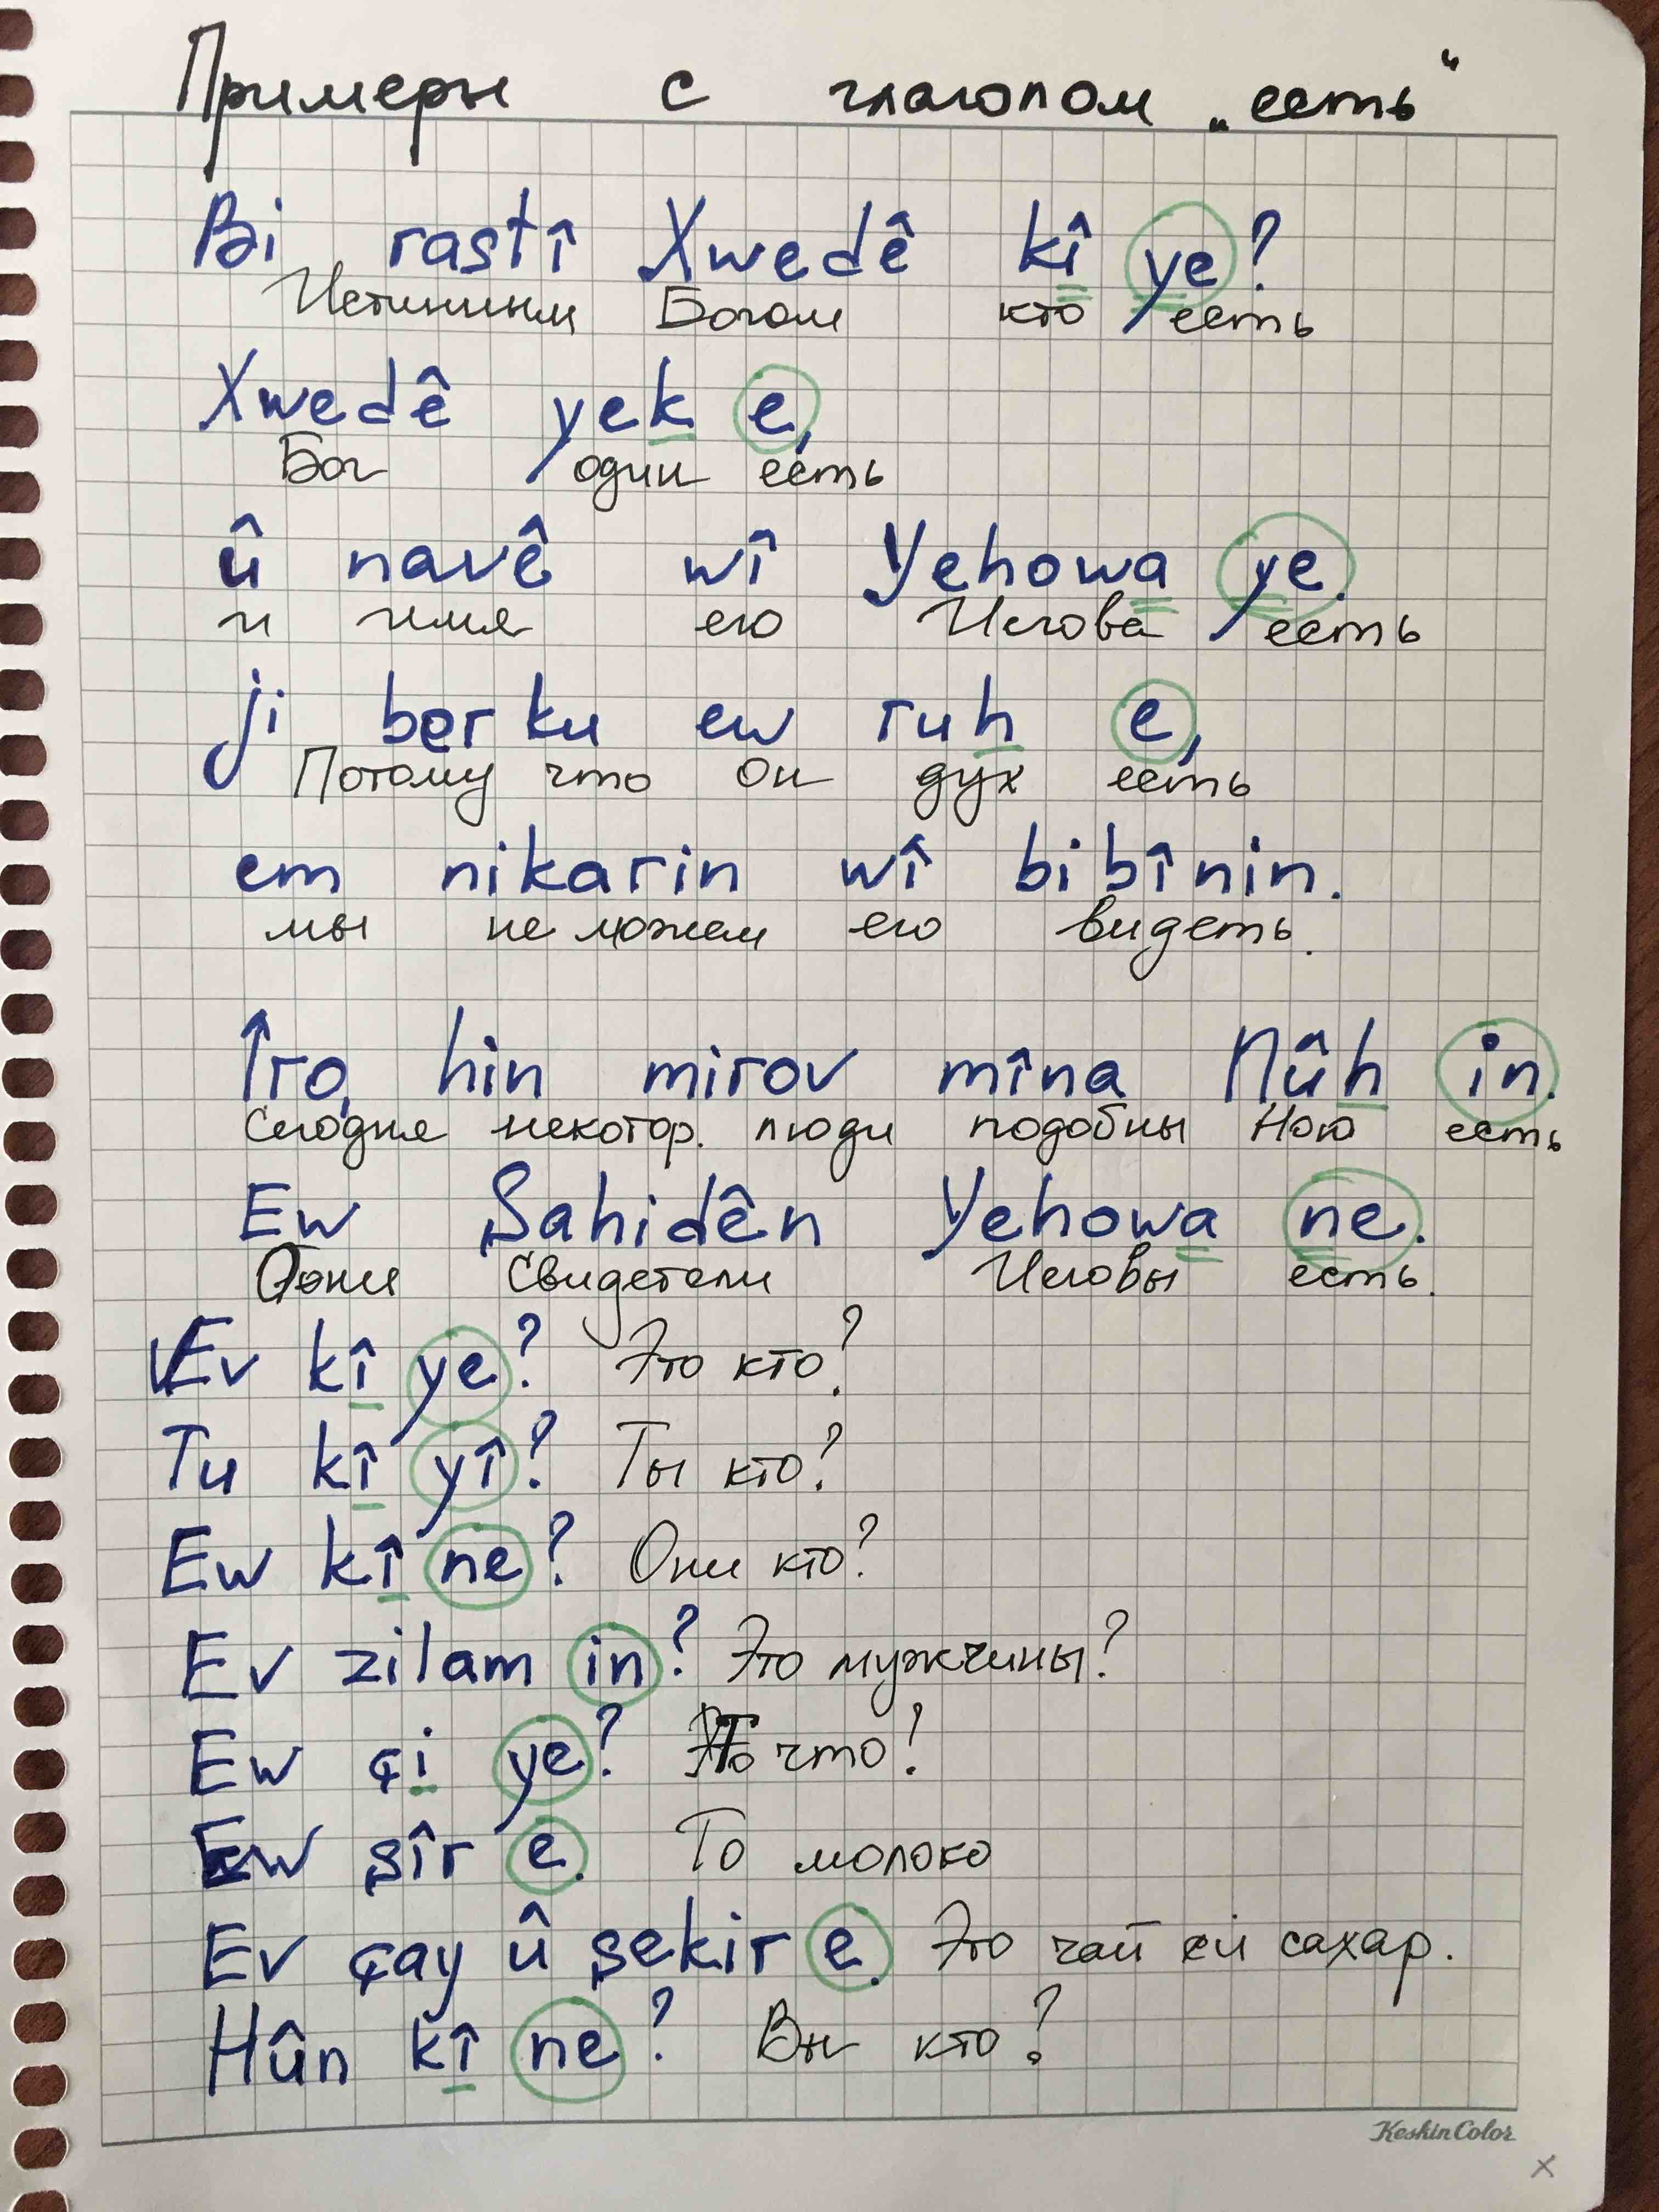 Примеры с глаголом „есть“
Bi rastî Xwedê kî ye?
Истинным Богом кто есть
Xwedê yek e,
Бог один есть
û navê wî Yehowa ye.
и имя его Иегова есть
ji ber ku ew ruh e,
Потому что он дух есть
em nikarin wî bibînin.
мы не можем его видеть.
Îro, hin mirov mîna Nûh in.
Сегодня некотор. люди подобны Ною есть
Ew Şahidên Yehowa ne.
Они Свидетели Иеговы есть.
Ev kî ye? Это кто?
Tu kî yî? Ты кто?
Ew kî ne? Они кто?
Ev zilam in? Это мужчины?
Ew çi ye? То что?
Ew şîr e. То молоко
Ev çay û şekir e. Это чай и сахар.
Hûn kî ne? Вы кто?
KeskinColor
x